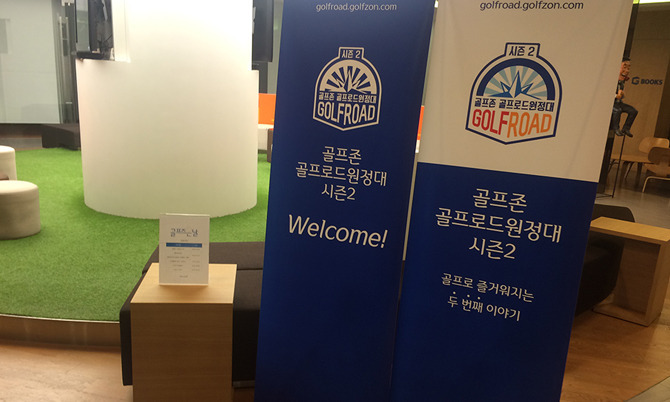 golfroad.golfzon.com
시즌 2
골프존 골프로드원정대
GOLFROAD
골프존
골프로드원정대
시즌2
Welcome!
golfroad.golfzon.com
시즌 2
골프존 골프로드원정대
GOLFROAD
골프존
골프로드원정대
시즌2
골프로 즐거워지는
두 번째 이야기
G BOOKS